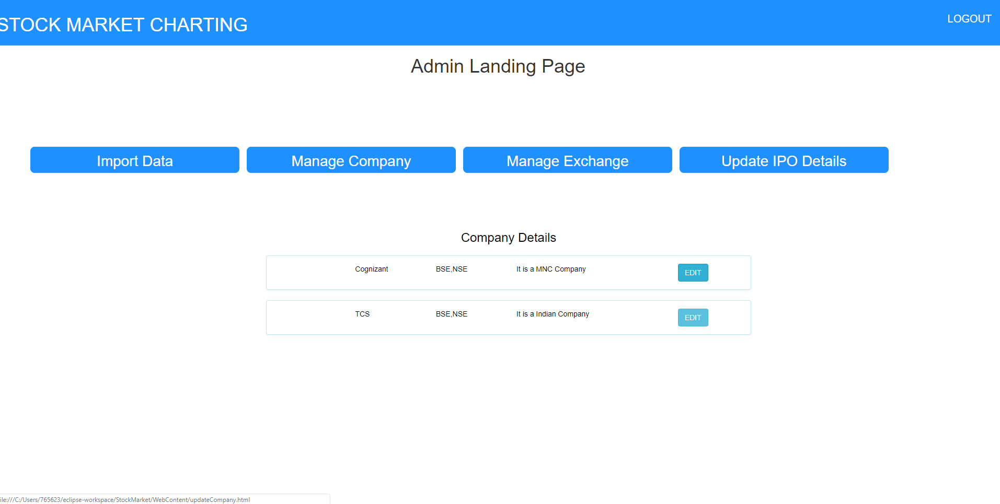 STOCK MARKET CHARTING
LOGOUT
Admin Landing Page
Import Data
Manage Company
Manage Exchange
Update IPO Details
Company Details
Cognizant BSE,NSE It is a MNC Company EDIT
TCS BSE,NSE It is a Indian Company EDIT
ile:///C:/Users/765623/eclipse-workspace/StockMarket/WebContent/updateCompany.html